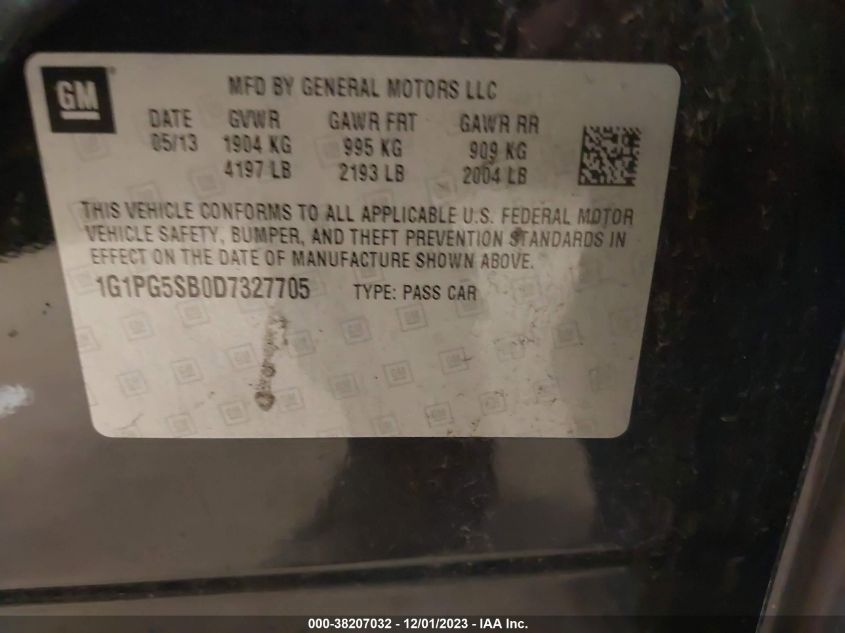 GM
MFD BY GENERAL MOTORS LLC
DATE GVWR GAWR FRT GAWR RR
05/13 1904 KG 995 KG 909 KG
4197 LB 2193 LB 2004 LB
THIS VEHICLE CONFORMS TO ALL APPLICABLE U.S. FEDERAL MOTOR
VEHICLE SAFETY, BUMPER, AND THEFT PREVENTION STANDARDS IN
EFFECT ON THE DATE OF MANUFACTURE SHOWN ABOVE.
1G1PG5SB0D7327705 TYPE: PASS CAR
000-38207032 - 12/01/2023 - IAA Inc.